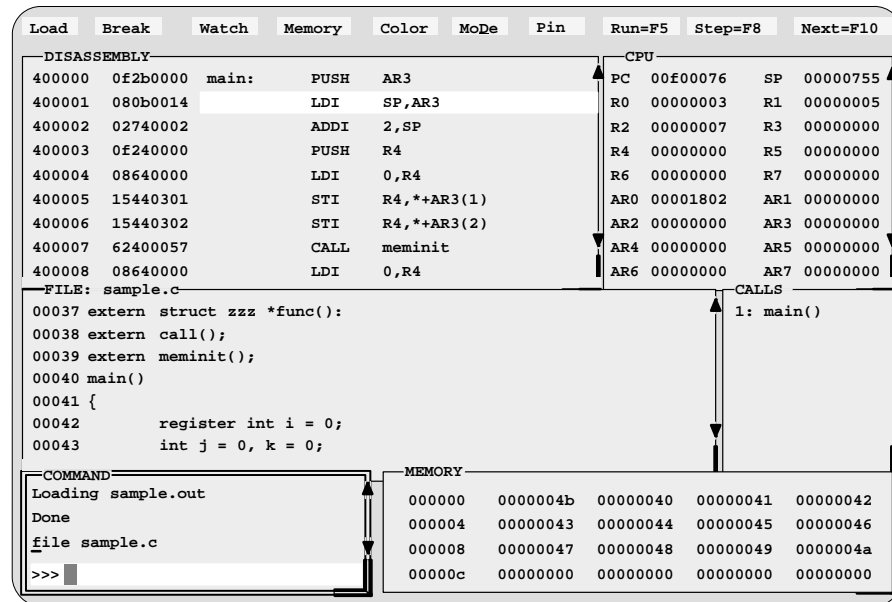 Load Break Watch Memory Color MoDe Pin Run=F5 Step=F8 Next=F10
DISASSEMBLY
400000 0f2b0000 main: PUSH AR3
400001 080b0014 LDI SP,AR3
400002 02740002 ADDI 2,SP
400003 0f240000 PUSH R4
400004 08640000 LDI 0,R4
400005 15440301 STI R4,*+AR3(1)
400006 15440302 STI R4,*+AR3(2)
400007 62400057 CALL meminit
400008 08640000 LDI 0,R4
CPU
PC 00f00076 SP 00000755
R0 00000003 R1 00000005
R2 00000007 R3 00000000
R4 00000000 R5 00000000
R6 00000000 R7 00000000
AR0 00001802 AR1 00000000
AR2 00000000 AR3 00000000
AR4 00000000 AR5 00000000
AR6 00000000 AR7 00000000
FILE: sample.c
00037 extern struct zzz *func():
00038 extern call();
00039 extern meminit();
00040 main()
00041 {
00042 register int i = 0;
00043 int j = 0, k = 0;
CALLS
1: main()
COMMAND
Loading sample.out
Done
file sample.c
>>>
MEMORY
000000 0000004b 00000040 00000041 00000042
000004 00000043 00000044 00000045 00000046
000008 00000047 00000048 00000049 0000004a
00000c 00000000 00000000 00000000 00000000